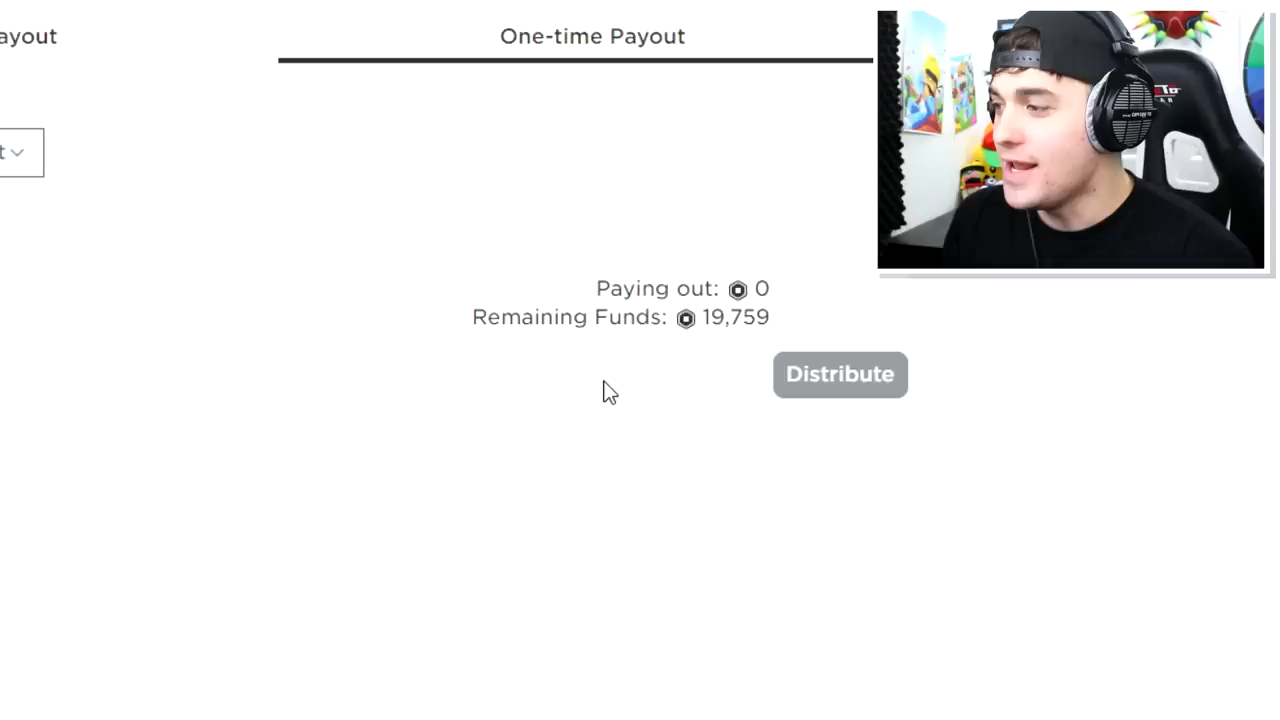 ayout
One-time Payout
t
Paying out: 0
Remaining Funds: 19,759
Distribute